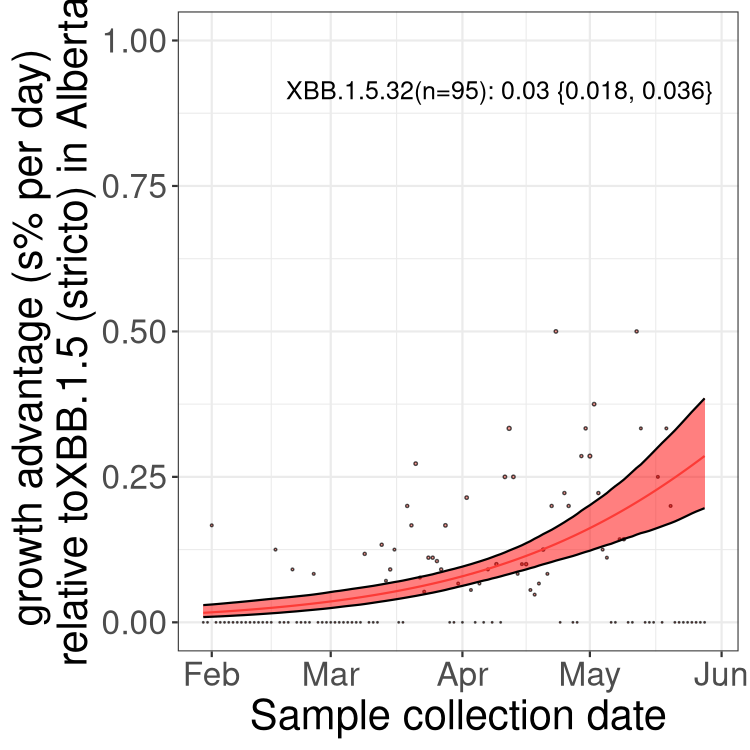 growth advantage (s% per day)
relative toXBB.1.5 (stricto) in Alberta
1.00
0.75
0.50
0.25
0.00
XBB.1.5.32(n=95): 0.03 {0.018, 0.036}
Feb Mar Apr May Jun
Sample collection date